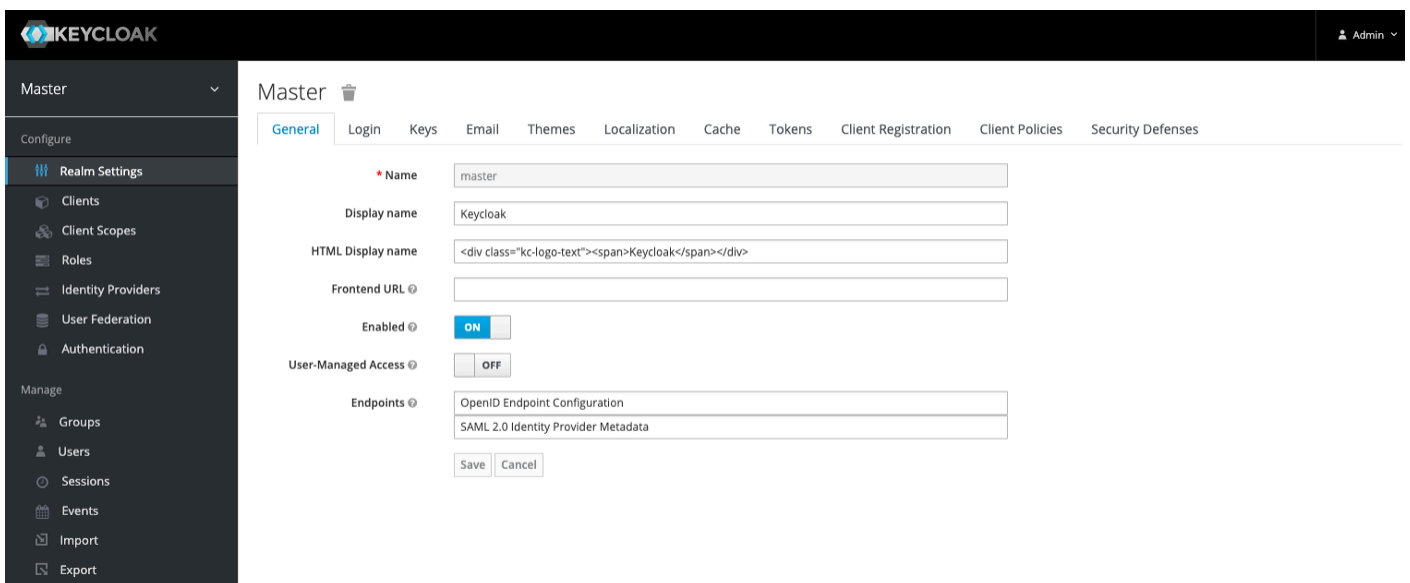 KEYCLOAK
Admin
Master
Configure
Realm Settings
Clients
Client Scopes
Roles
Identity Providers
User Federation
Authentication
Manage
Groups
Users
Sessions
Events
Import
Export
Master
General Login Keys Email Themes Localization Cache Tokens Client Registration Client Policies Security Defenses
* Name master
Display name Keycloak
HTML Display name <div class="kc-logo-text"><span>Keycloak</span></div>
Frontend URL
Enabled ON
User-Managed Access OFF
Endpoints OpenID Endpoint Configuration
SAML 2.0 Identity Provider Metadata
Save Cancel